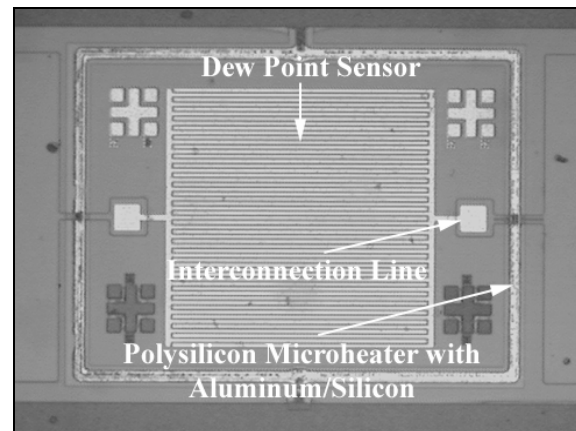 Dew Point Sensor
Interconnection Line
Polysilicon Microheater with
Aluminum/Silicon